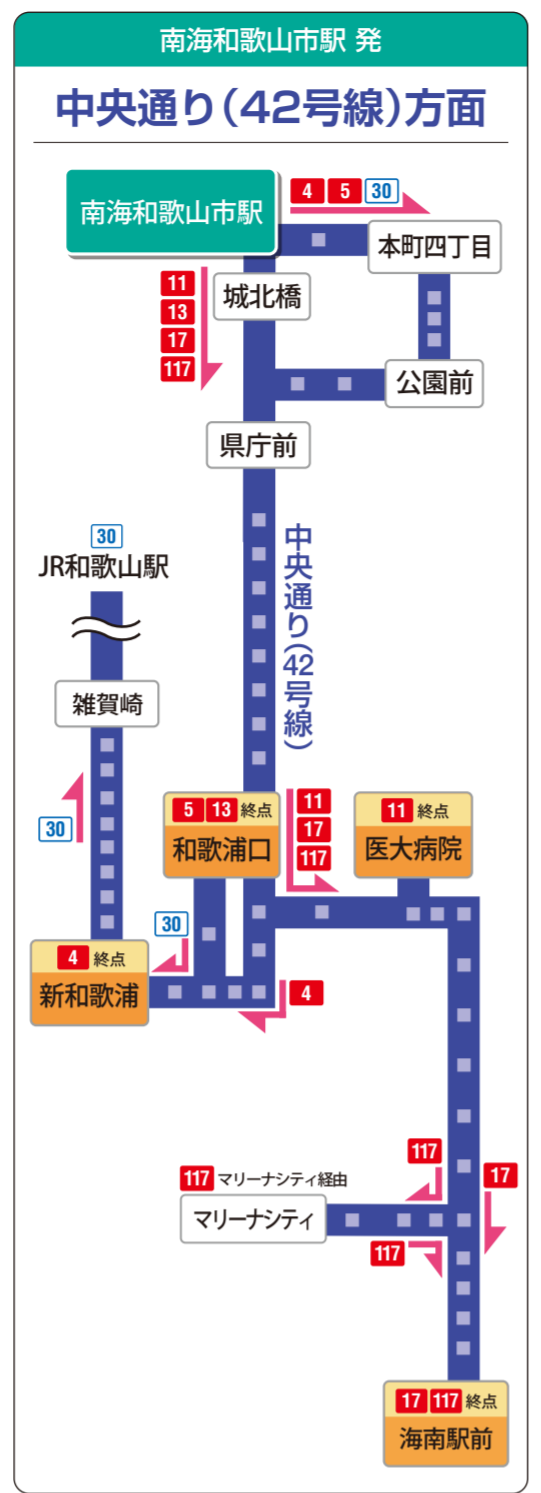 南海和歌山市駅 発
中央通り（42号線）方面
南海和歌山市駅
4 5 30
本町四丁目
11
13
17
117
城北橋
公園前
県庁前
中央通り（42号線）
30
JR和歌山駅
雑賀崎
30
5 13 終点
和歌浦口
11
17
117
11 終点
医大病院
30
4 終点
新和歌浦
4
117
17
117 マリーナシティ経由
マリーナシティ
117
17 117 終点
海南駅前